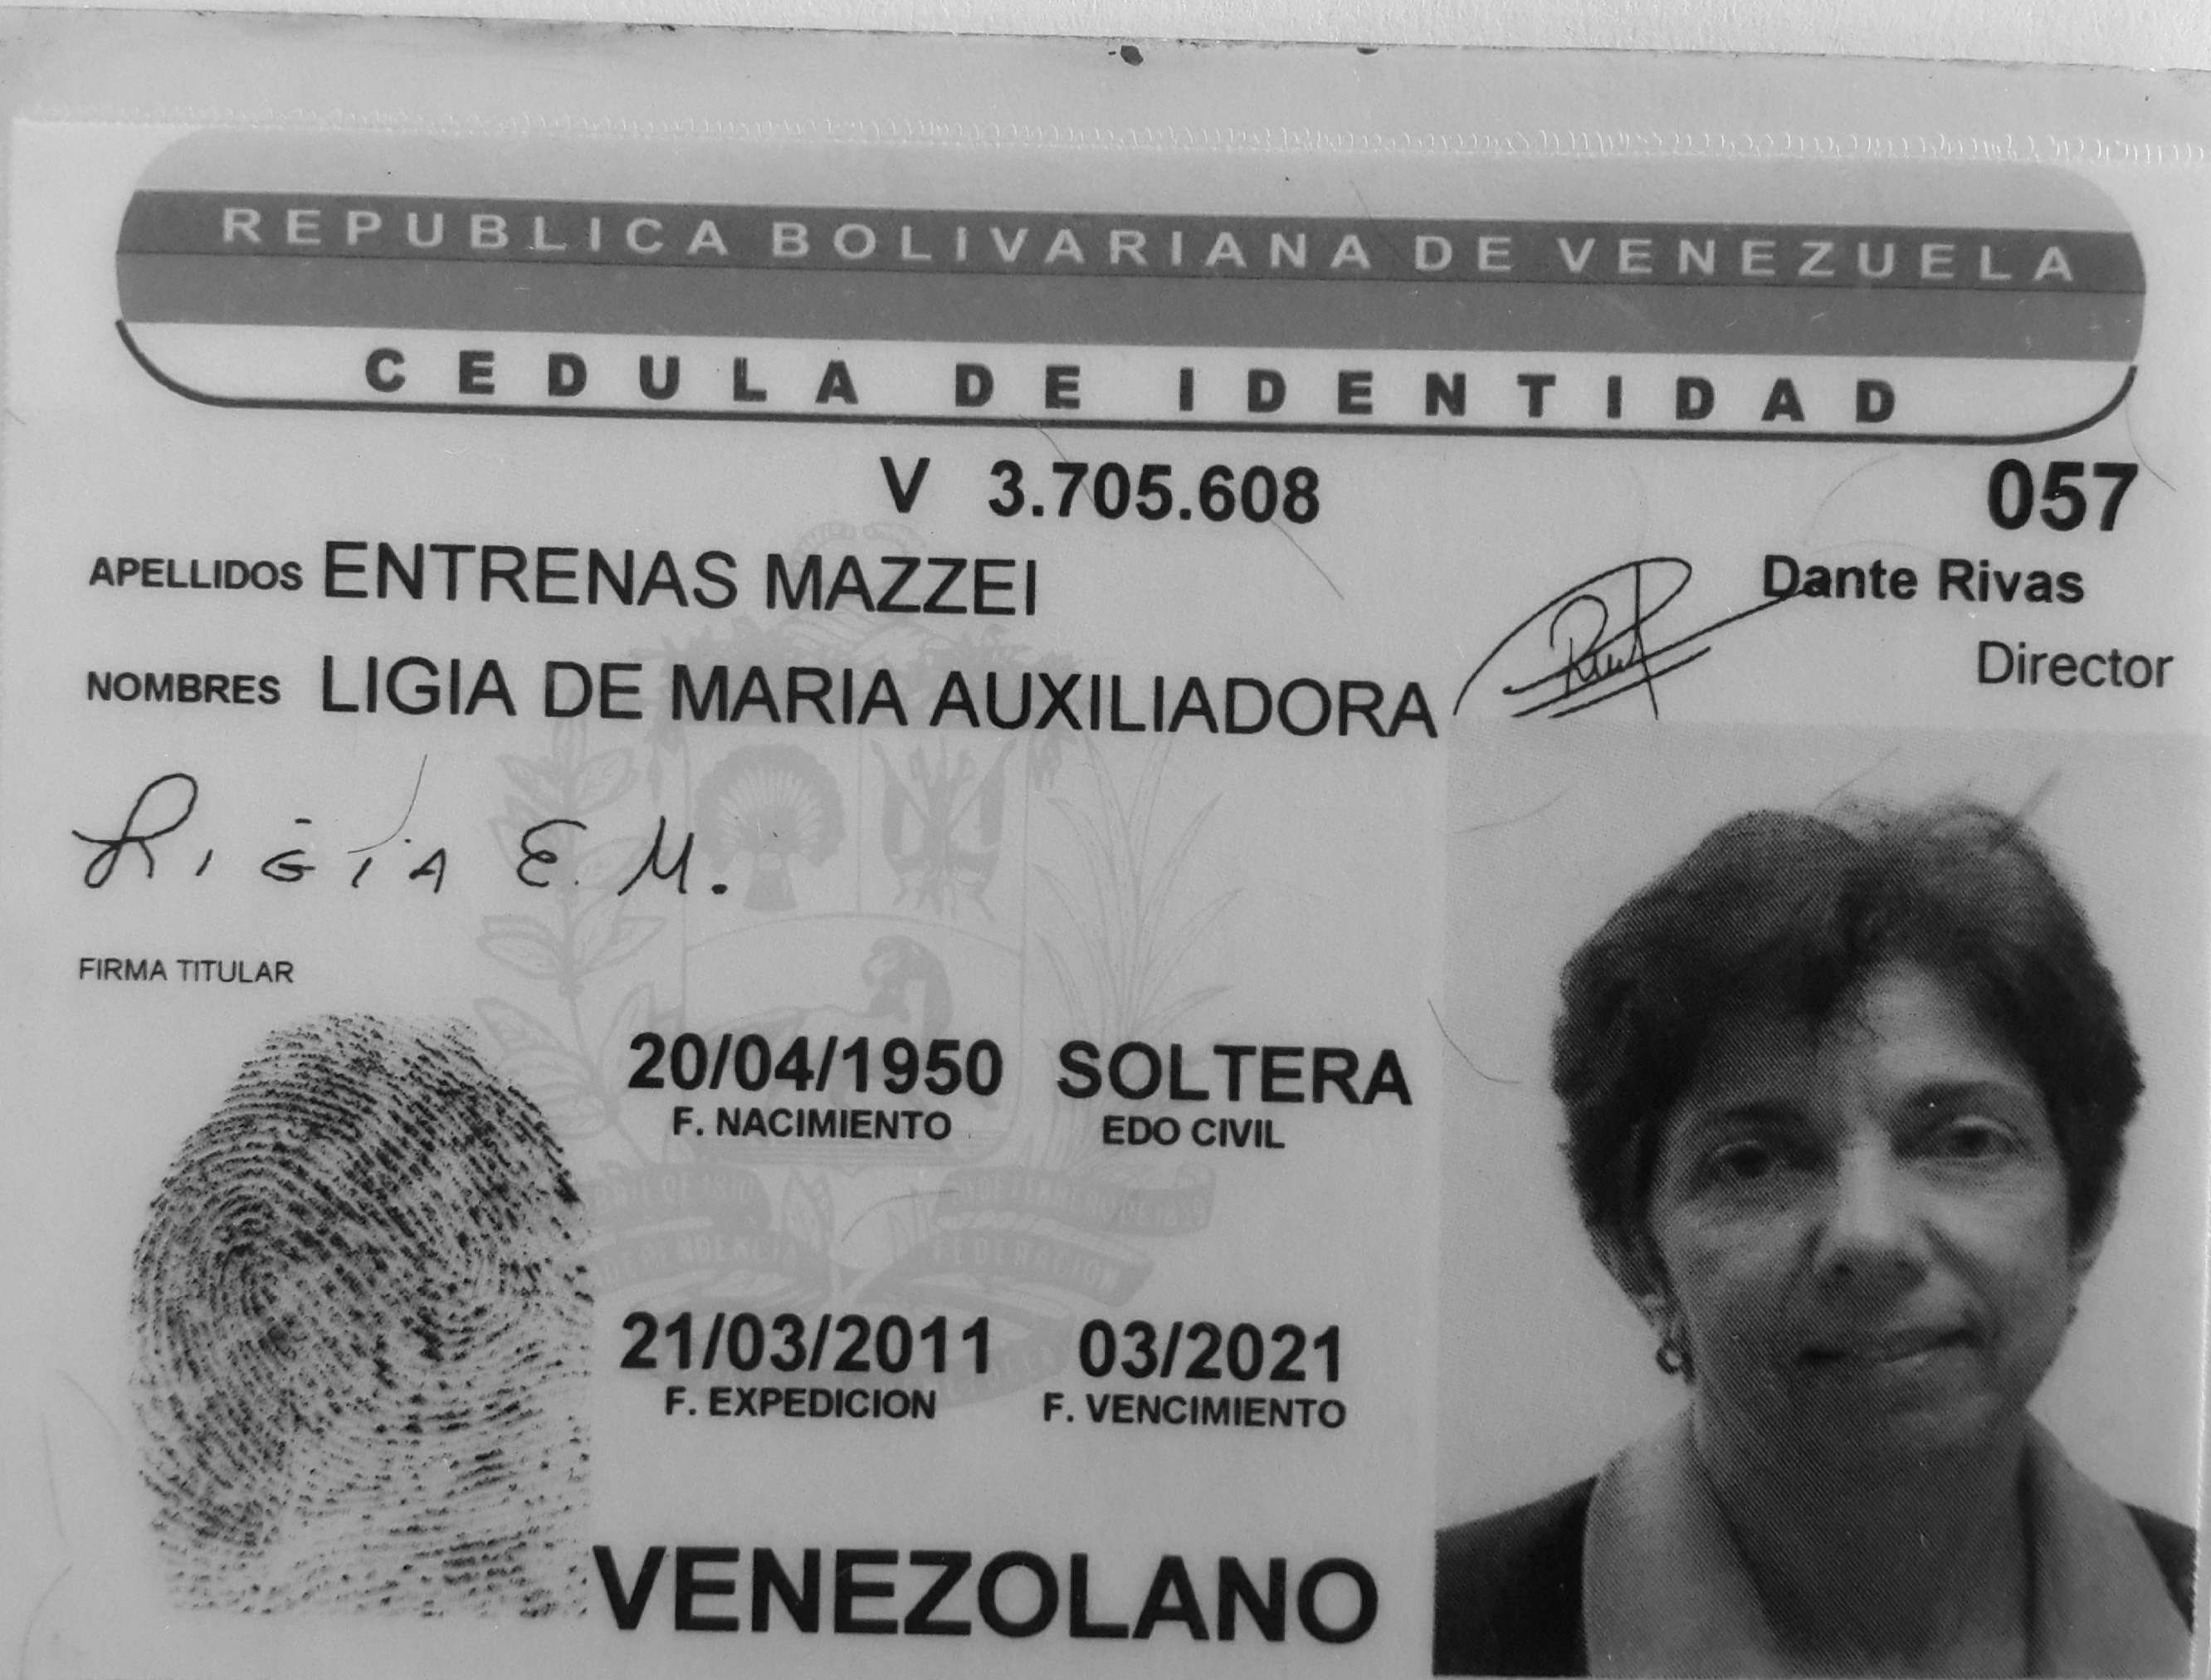 REPUBLICA BOLIVARIANA DE VENEZUELA
CEDULA DE IDENTIDAD
V 3.705.608 057
APELLIDOS ENTRENAS MAZZEI Dante Rivas
NOMBRES LIGIA DE MARIA AUXILIADORA Director
LIGIA E. M.
FIRMA TITULAR
20/04/1950 SOLTERA
F. NACIMIENTO EDO CIVIL
INDEPENDENCIA FEDERACION
21/03/2011 03/2021
F. EXPEDICION F. VENCIMIENTO
VENEZOLANO